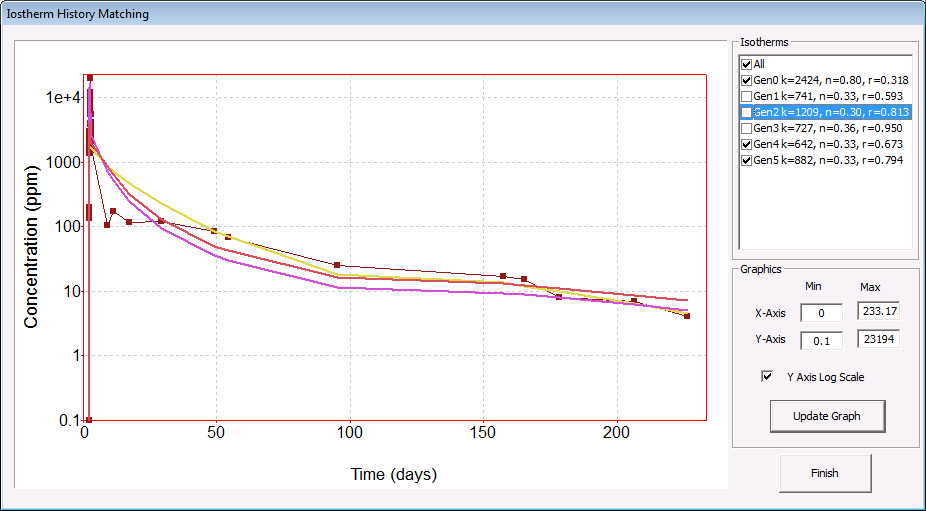 Iostherm History Matching
Concentration (ppm)
1e+4
1000
100
10
1
0.1
0 50 100 150 200
Time (days)
Isotherms
All
Gen0 k=2424, n=0.80, r=0.318
Gen1 k=741, n=0.33, r=0.593
Gen2 k=1209, n=0.30, r=0.813
Gen3 k=727, n=0.36, r=0.950
Gen4 k=642, n=0.33, r=0.673
Gen5 k=882, n=0.33, r=0.794
Graphics
Min Max
X-Axis 0 233.17
Y-Axis 0.1 23194
Y Axis Log Scale
Update Graph
Finish